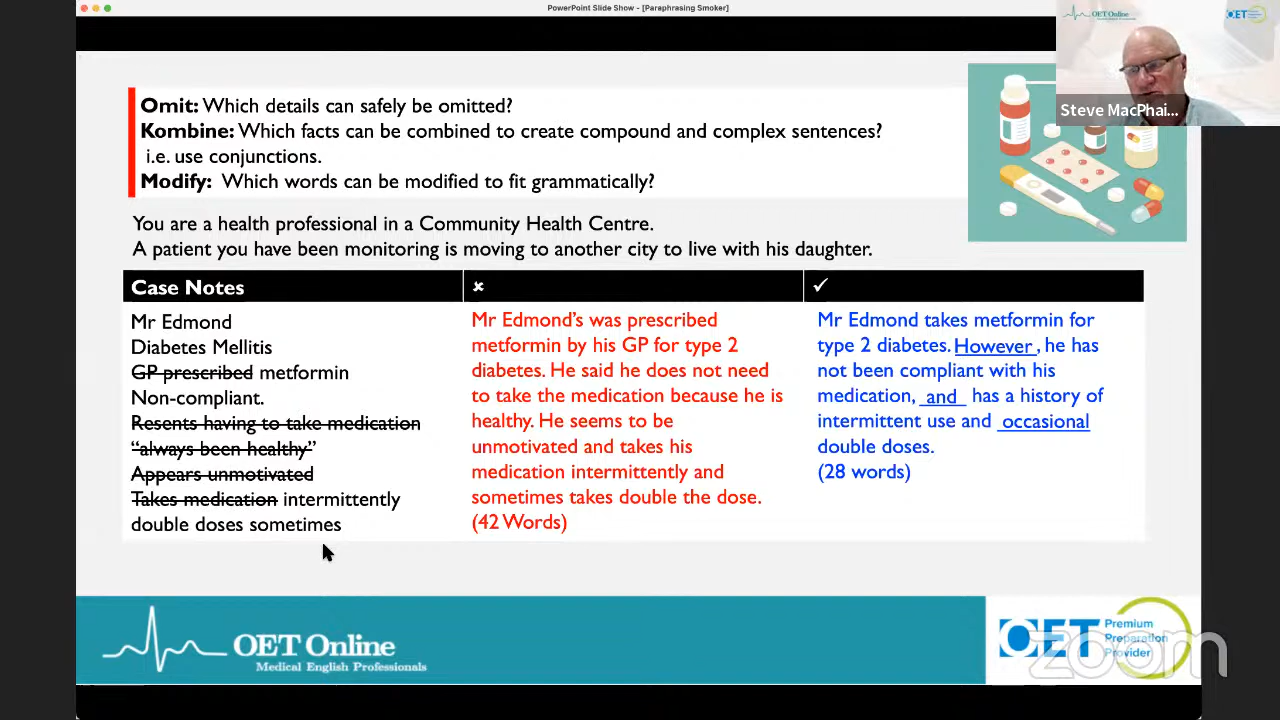 PowerPoint Slide Show - [Paraphrasing Smoker]
OET Online
OET
Steve MacPhai...
Omit: Which details can safely be omitted?
Kombine: Which facts can be combined to create compound and complex sentences?
i.e. use conjunctions.
Modify: Which words can be modified to fit grammatically?
You are a health professional in a Community Health Centre.
A patient you have been monitoring is moving to another city to live with his daughter.
Case Notes
Mr Edmond
Diabetes Mellitis
GP prescribed metformin
Non-compliant.
Resents having to take medication
“always been healthy”
Appears unmotivated
Takes medication intermittently
double doses sometimes
✘
Mr Edmond’s was prescribed
metformin by his GP for type 2
diabetes. He said he does not need
to take the medication because he is
healthy. He seems to be
unmotivated and takes his
medication intermittently and
sometimes takes double the dose.
(42 Words)
✓
Mr Edmond takes metformin for
type 2 diabetes. However , he has
not been compliant with his
medication, and has a history of
intermittent use and occasional
double doses.
(28 words)
OET Online
Medical English Professionals
OET Premium
Preparation
Provider
zoom